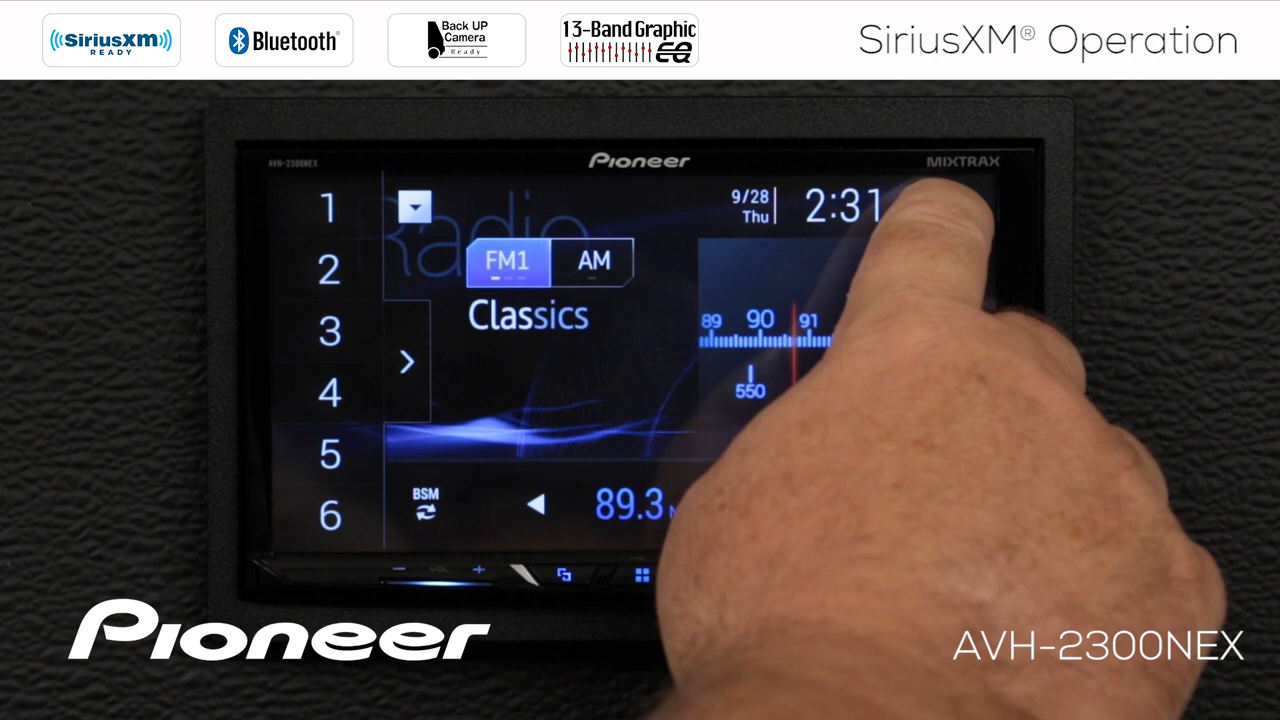 ((SiriusXM))
READY
Bluetooth®
Back UP
Camera
Ready
13-Band Graphic
EQ
SiriusXM® Operation
AVH-2300NEX
Pioneer
MIXTRAX
1
2
3
4
5
6
Radio
9/28
Thu
2:31
FM1
AM
Classics
89 90 91
550
BSM
89.3
VOL
Pioneer
AVH-2300NEX